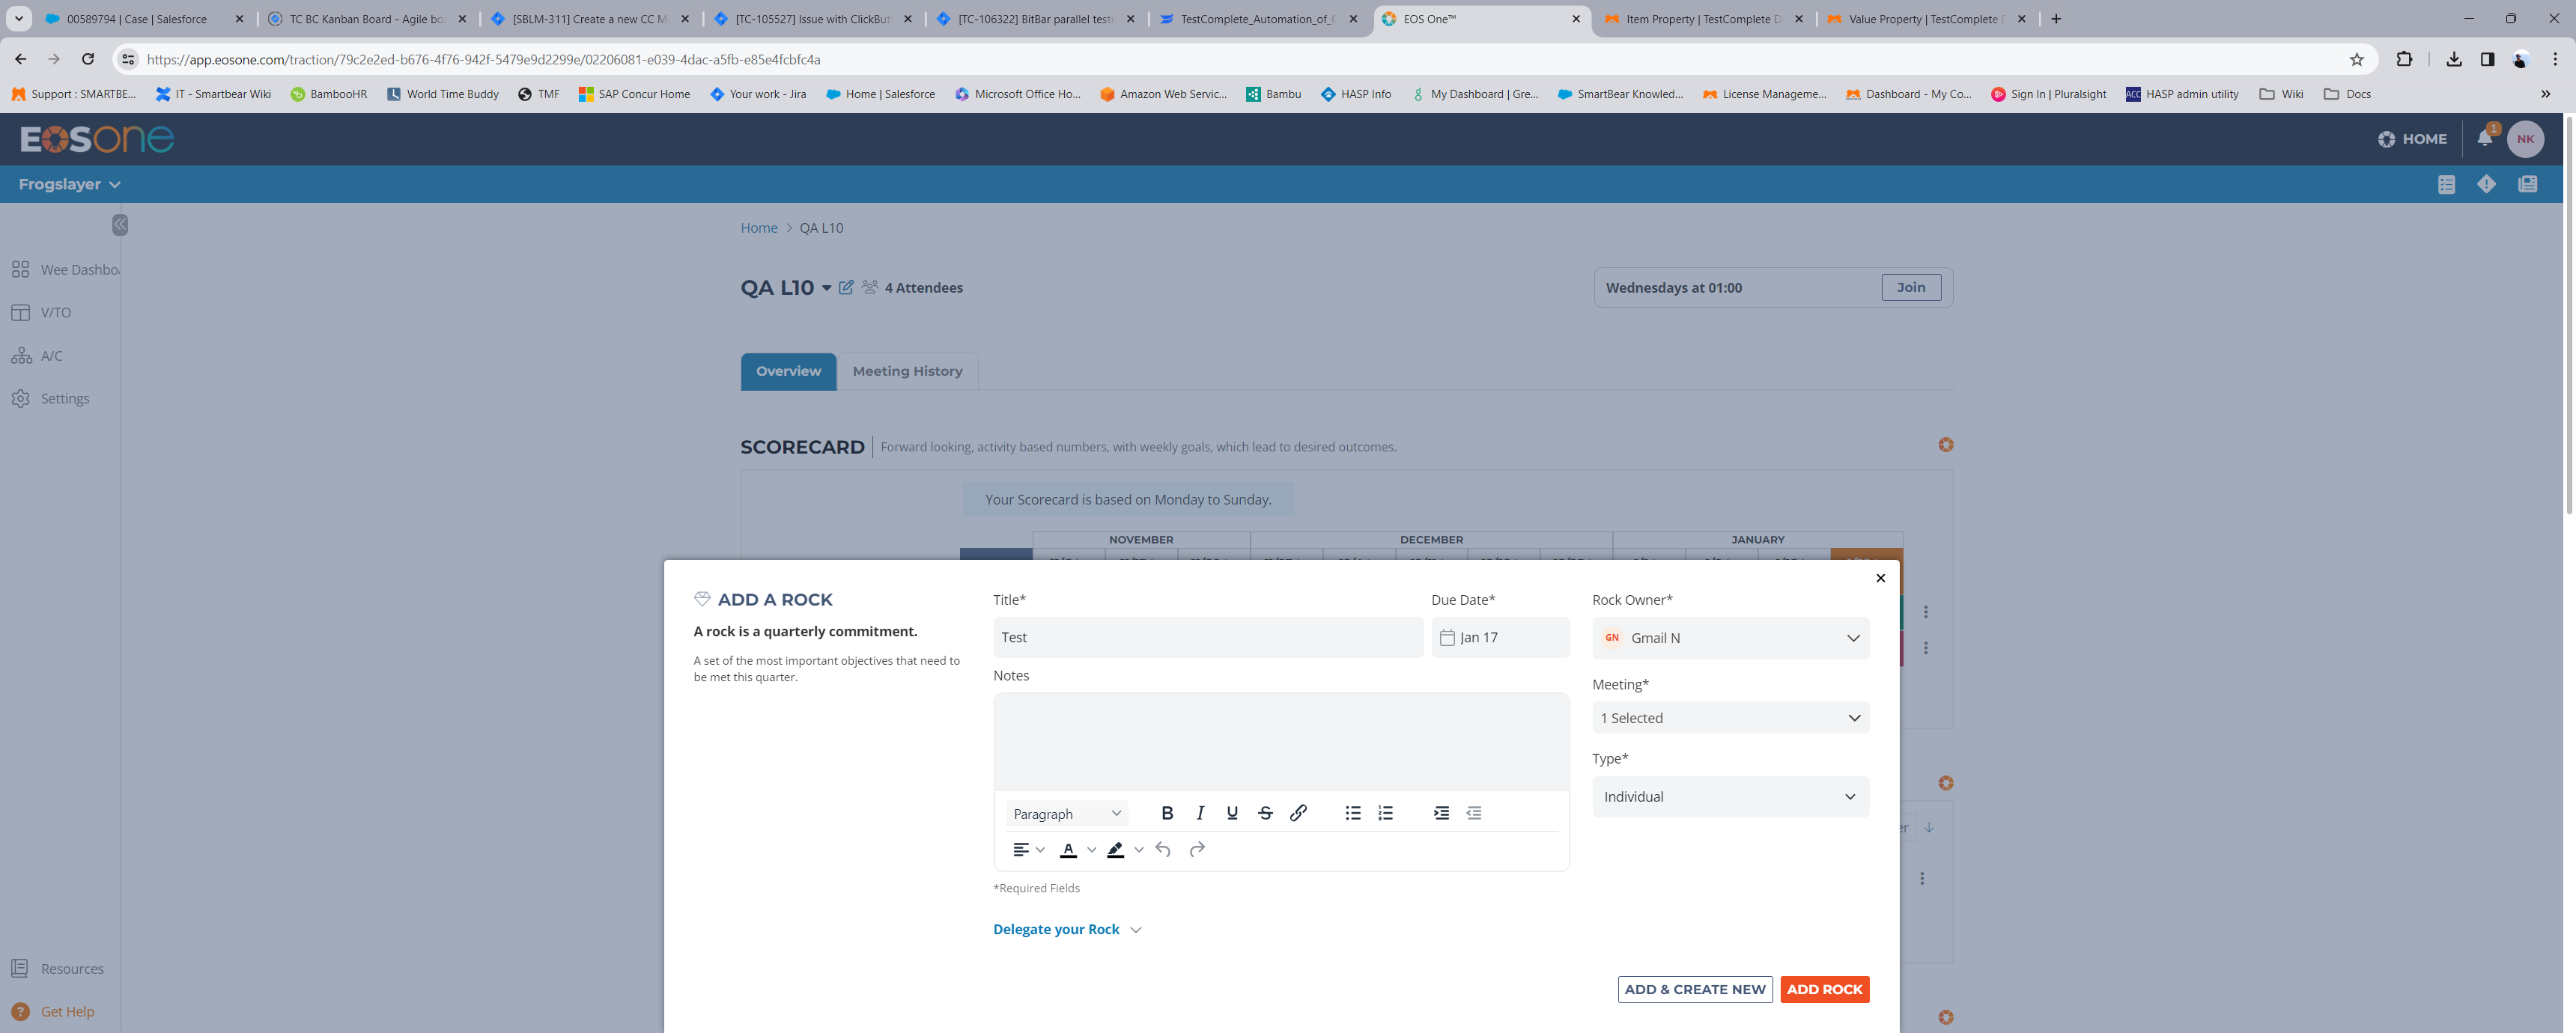 00589794 | Case | Salesforce
TC BC Kanban Board - Agile bo
[SBLM-311] Create a new CC M
[TC-105527] Issue with ClickBut
[TC-106322] BitBar parallel testi
TestComplete_Automation_of_C
EOS One™
Item Property | TestComplete D
Value Property | TestComplete D
https://app.eosone.com/traction/79c2e2ed-b676-4f76-942f-5479e9d2299e/02206081-e039-4dac-a5fb-e85e4fcbfc4a
Support : SMARTBE...
IT - Smartbear Wiki
BambooHR
World Time Buddy
TMF
SAP Concur Home
Your work - Jira
Home | Salesforce
Microsoft Office Ho...
Amazon Web Servic...
Bambu
HASP Info
My Dashboard | Gre...
SmartBear Knowled...
License Manageme...
Dashboard - My Co...
Sign In | Pluralsight
ACC
HASP admin utility
Wiki
Docs
EOSone
HOME
1
NK
Frogslayer
Wee Dashbo
V/TO
A/C
Settings
Resources
Get Help
Home > QA L10
QA L10
4 Attendees
Wednesdays at 01:00
Join
Overview
Meeting History
SCORECARD
Forward looking, activity based numbers, with weekly goals, which lead to desired outcomes.
Your Scorecard is based on Monday to Sunday.
NOVEMBER
DECEMBER
JANUARY
ADD A ROCK
A rock is a quarterly commitment.
A set of the most important objectives that need to
be met this quarter.
Title*
Test
Due Date*
Jan 17
Notes
Paragraph
B I U S
A
*Required Fields
Delegate your Rock
Rock Owner*
GN
Gmail N
Meeting*
1 Selected
Type*
Individual
er
ADD & CREATE NEW
ADD ROCK